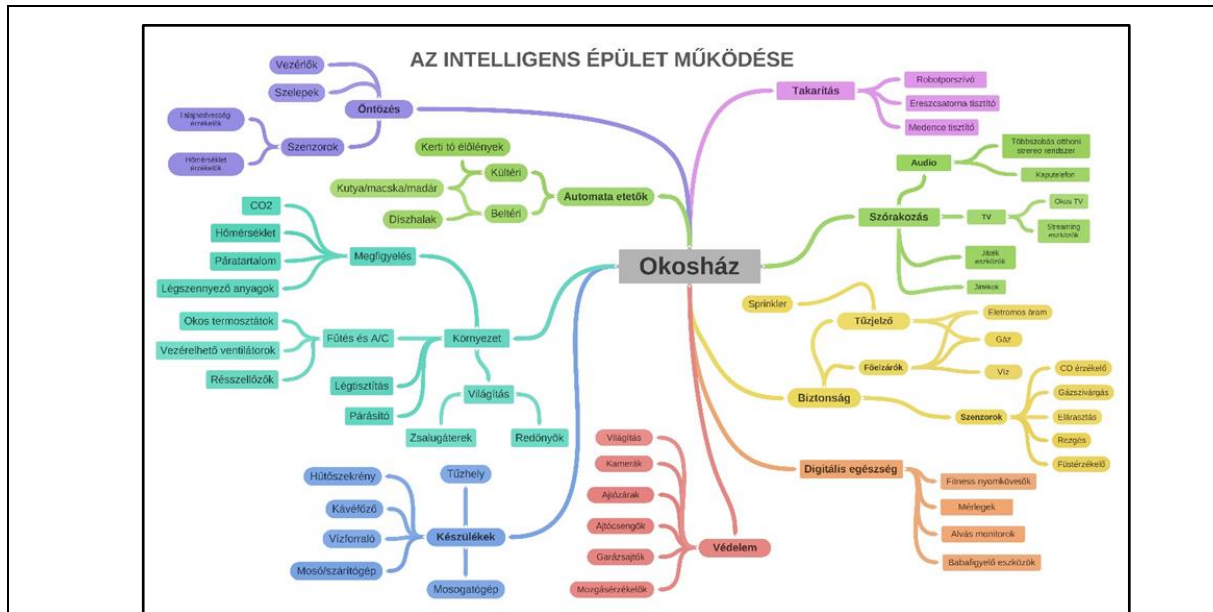 AZ INTELLIGENS ÉPÜLET MŰKÖDÉSE
Okosház
Öntözés
Vezérlők
Szelepek
Szenzorok
Talajnedvesség
érzékelők
Hőmérséklet
érzékelők
Automata etetők
Kültéri
Kerti tó élőlények
Kutya/macska/madár
Beltéri
Díszhalak
Környezet
Megfigyelés
CO2
Hőmérséklet
Páratartalom
Légszennyező anyagok
Fűtés és A/C
Okos termosztátok
Vezérelhető ventilátorok
Résszellőzők
Légtisztítás
Párásító
Világítás
Zsalugáterek
Redőnyök
Készülékek
Tűzhely
Hűtőszekrény
Kávéfőző
Vízforraló
Mosó/szárítógép
Mosogatógép
Takarítás
Robotporszívó
Ereszcsatorna tisztító
Medence tisztító
Szórakozás
Audio
Többszobás otthoni
strereo rendszer
Kaputelefon
TV
Okos TV
Streaming
eszközök
Játék
eszközök
Játékok
Biztonság
Tűzjelző
Sprinkler
Főelzárók
Eletromos áram
Gáz
Víz
Szenzorok
CO érzékelő
Gázszivárgás
Elárasztás
Rezgés
Füstérzékelő
Digitális egészség
Fitness nyomkövetők
Mérlegek
Alvás monitorok
Babafigyelő eszközök
Védelem
Világítás
Kamerák
Ajtózárak
Ajtócsengők
Garázsajtók
Mozgásérzékelők